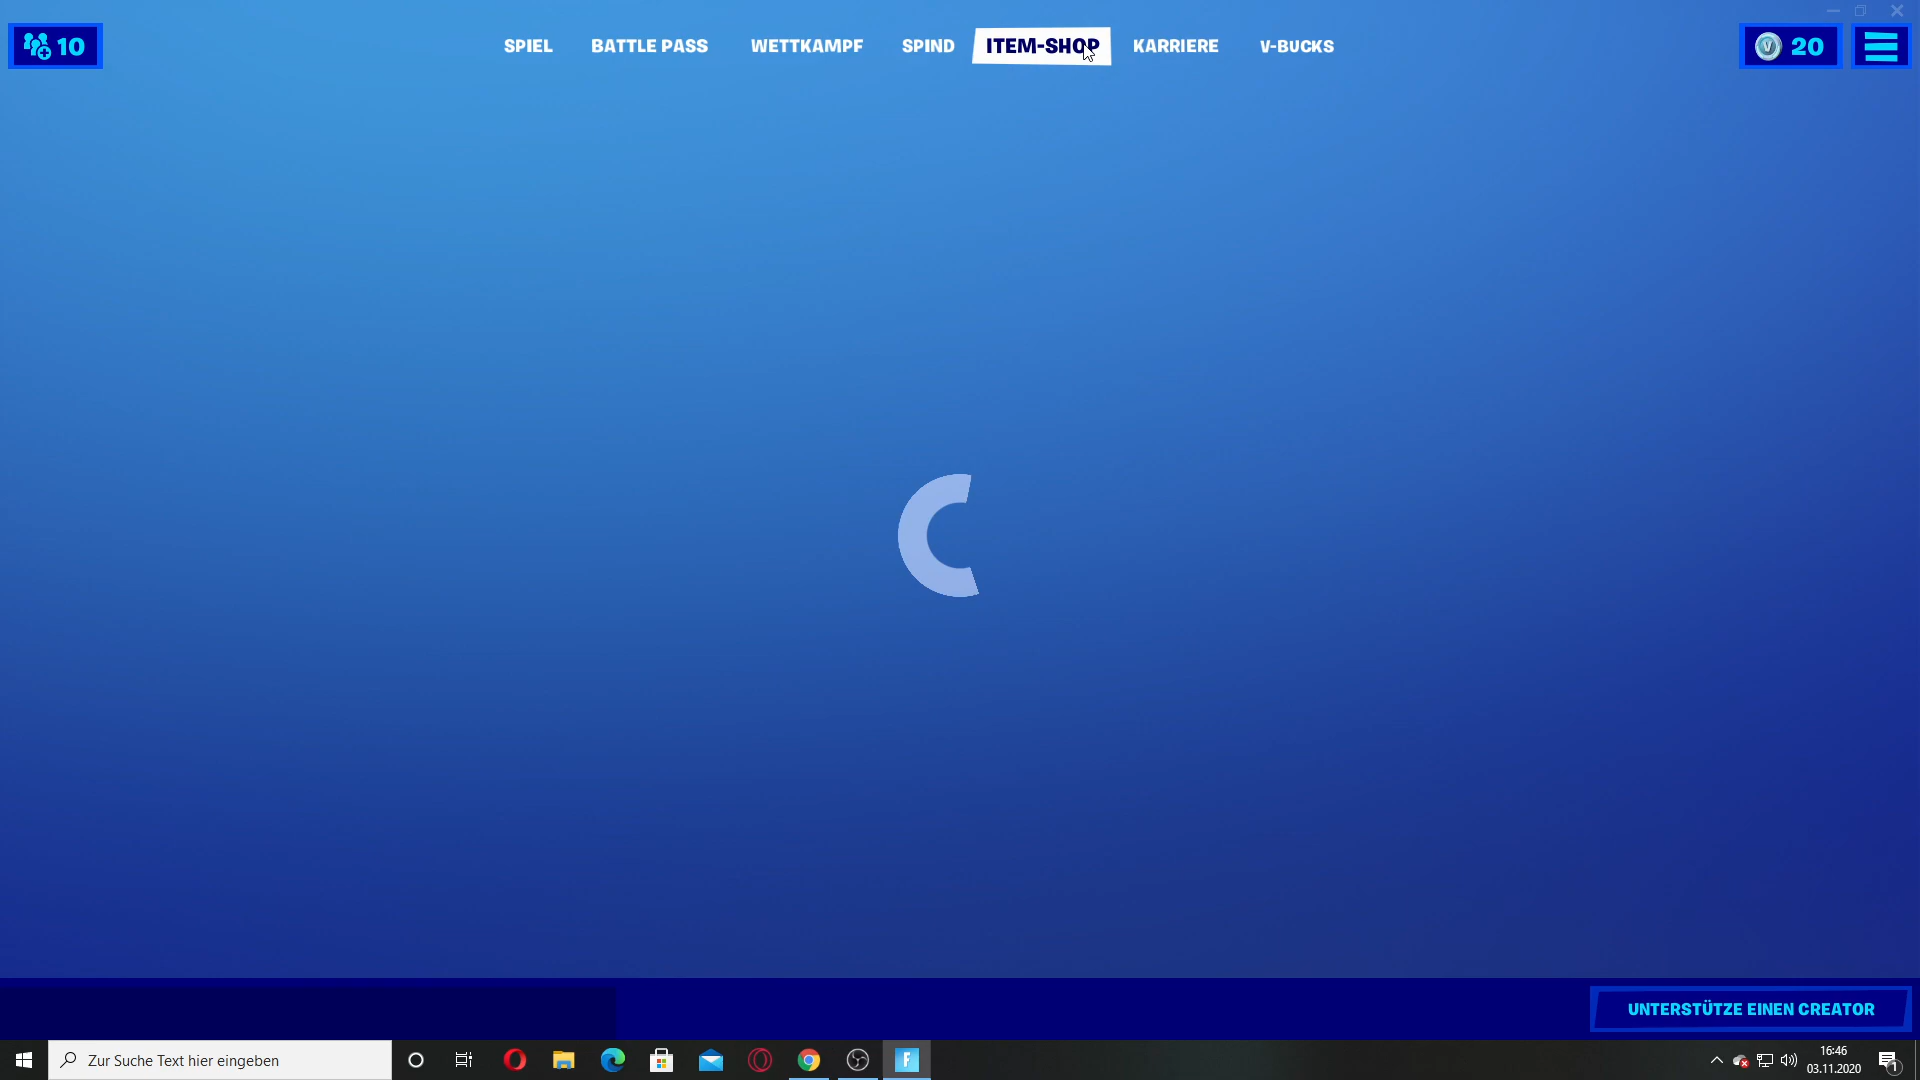 10
SPIEL
BATTLE PASS
WETTKAMPF
SPIND
ITEM-SHOP
KARRIERE
V-BUCKS
V
20
UNTERSTÜTZE EINEN CREATOR
Zur Suche Text hier eingeben
F
16:46
03.11.2020
1